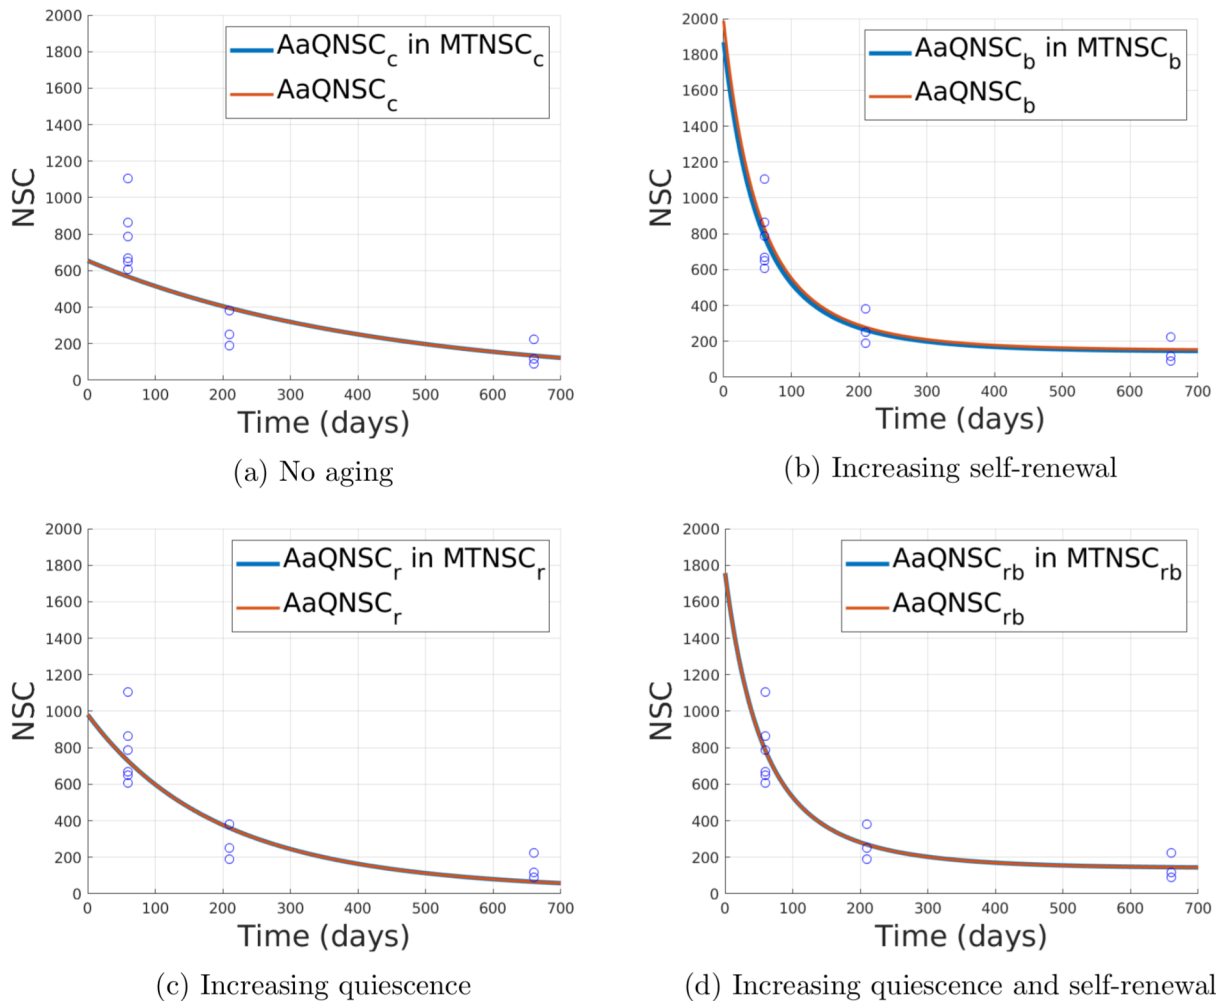 2000
1800
1600
1400
1200
1000
800
600
400
200
0
NSC
AaQNSC_c in MTNSC_c
AaQNSC_c
0 100 200 300 400 500 600 700
Time (days)
(a) No aging
2000
1800
1600
1400
1200
1000
800
600
400
200
0
NSC
AaQNSC_b in MTNSC_b
AaQNSC_b
0 100 200 300 400 500 600 700
Time (days)
(b) Increasing self-renewal
2000
1800
1600
1400
1200
1000
800
600
400
200
0
NSC
AaQNSC_r in MTNSC_r
AaQNSC_r
0 100 200 300 400 500 600 700
Time (days)
(c) Increasing quiescence
2000
1800
1600
1400
1200
1000
800
600
400
200
0
NSC
AaQNSC_rb in MTNSC_rb
AaQNSC_rb
0 100 200 300 400 500 600 700
Time (days)
(d) Increasing quiescence and self-renewal